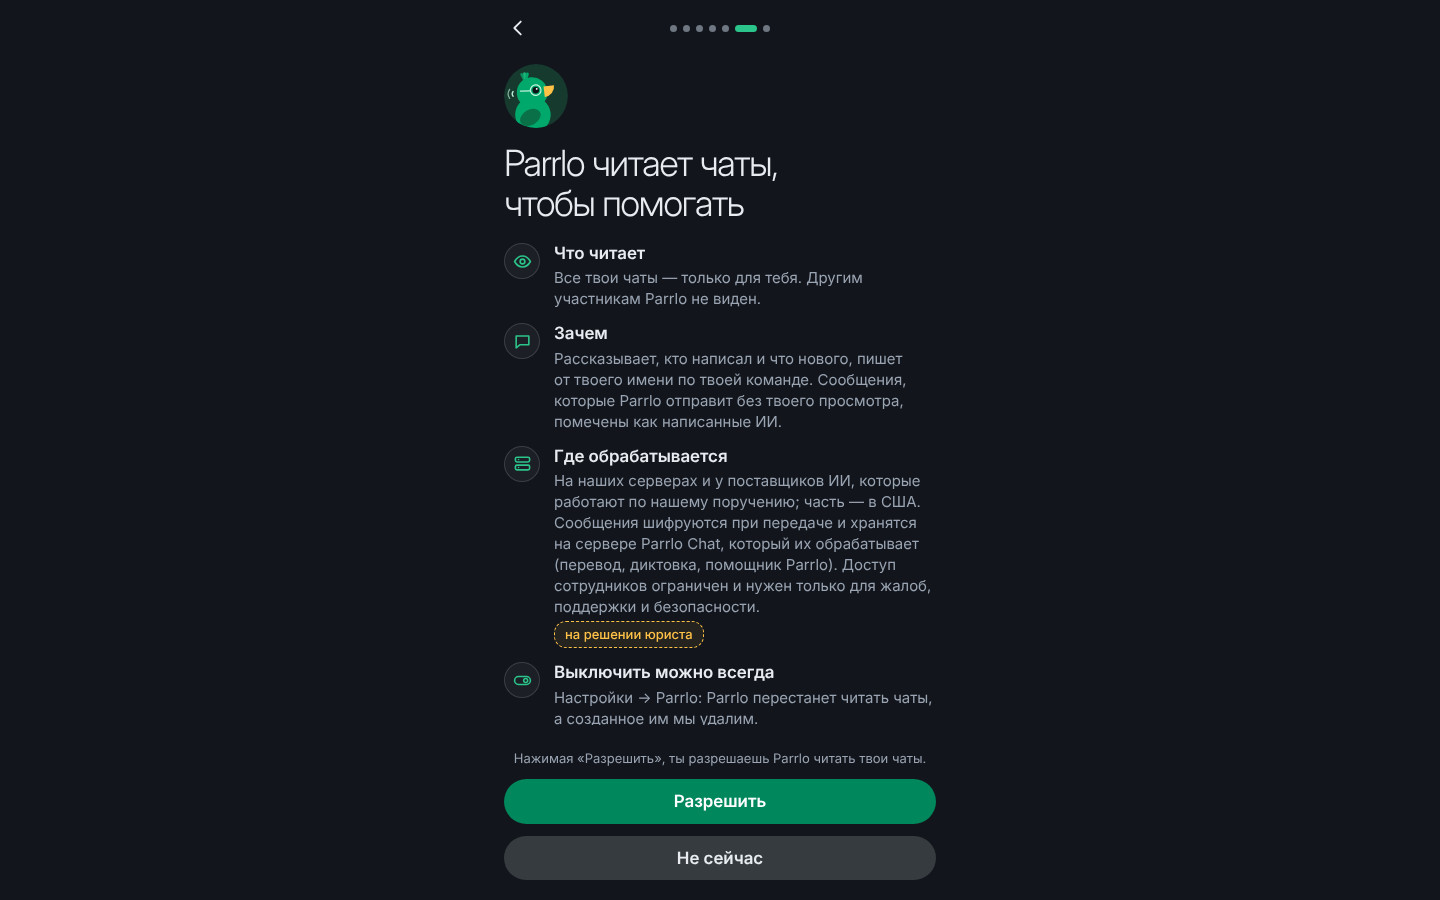 Parrlo читает чаты,
чтобы помогать
Что читает
Все твои чаты — только для тебя. Другим
участникам Parrlo не виден.
Зачем
Рассказывает, кто написал и что нового, пишет
от твоего имени по твоей команде. Сообщения,
которые Parrlo отправит без твоего просмотра,
помечены как написанные ИИ.
Где обрабатывается
На наших серверах и у поставщиков ИИ, которые
работают по нашему поручению; часть — в США.
Сообщения шифруются при передаче и хранятся
на сервере Parrlo Chat, который их обрабатывает
(перевод, диктовка, помощник Parrlo). Доступ
сотрудников ограничен и нужен только для жалоб,
поддержки и безопасности.
на решении юриста
Выключить можно всегда
Настройки → Parrlo: Parrlo перестанет читать чаты,
а созданное им мы удалим.
Нажимая «Разрешить», ты разрешаешь Parrlo читать твои чаты.
Разрешить
Не сейчас